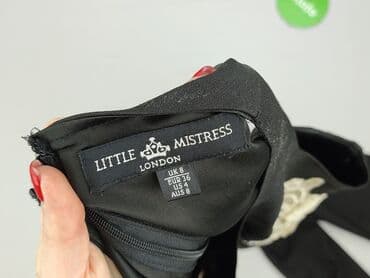 LITTLE MISTRESS
LONDON
UK 8
EUR 36
US 4
AUS 8